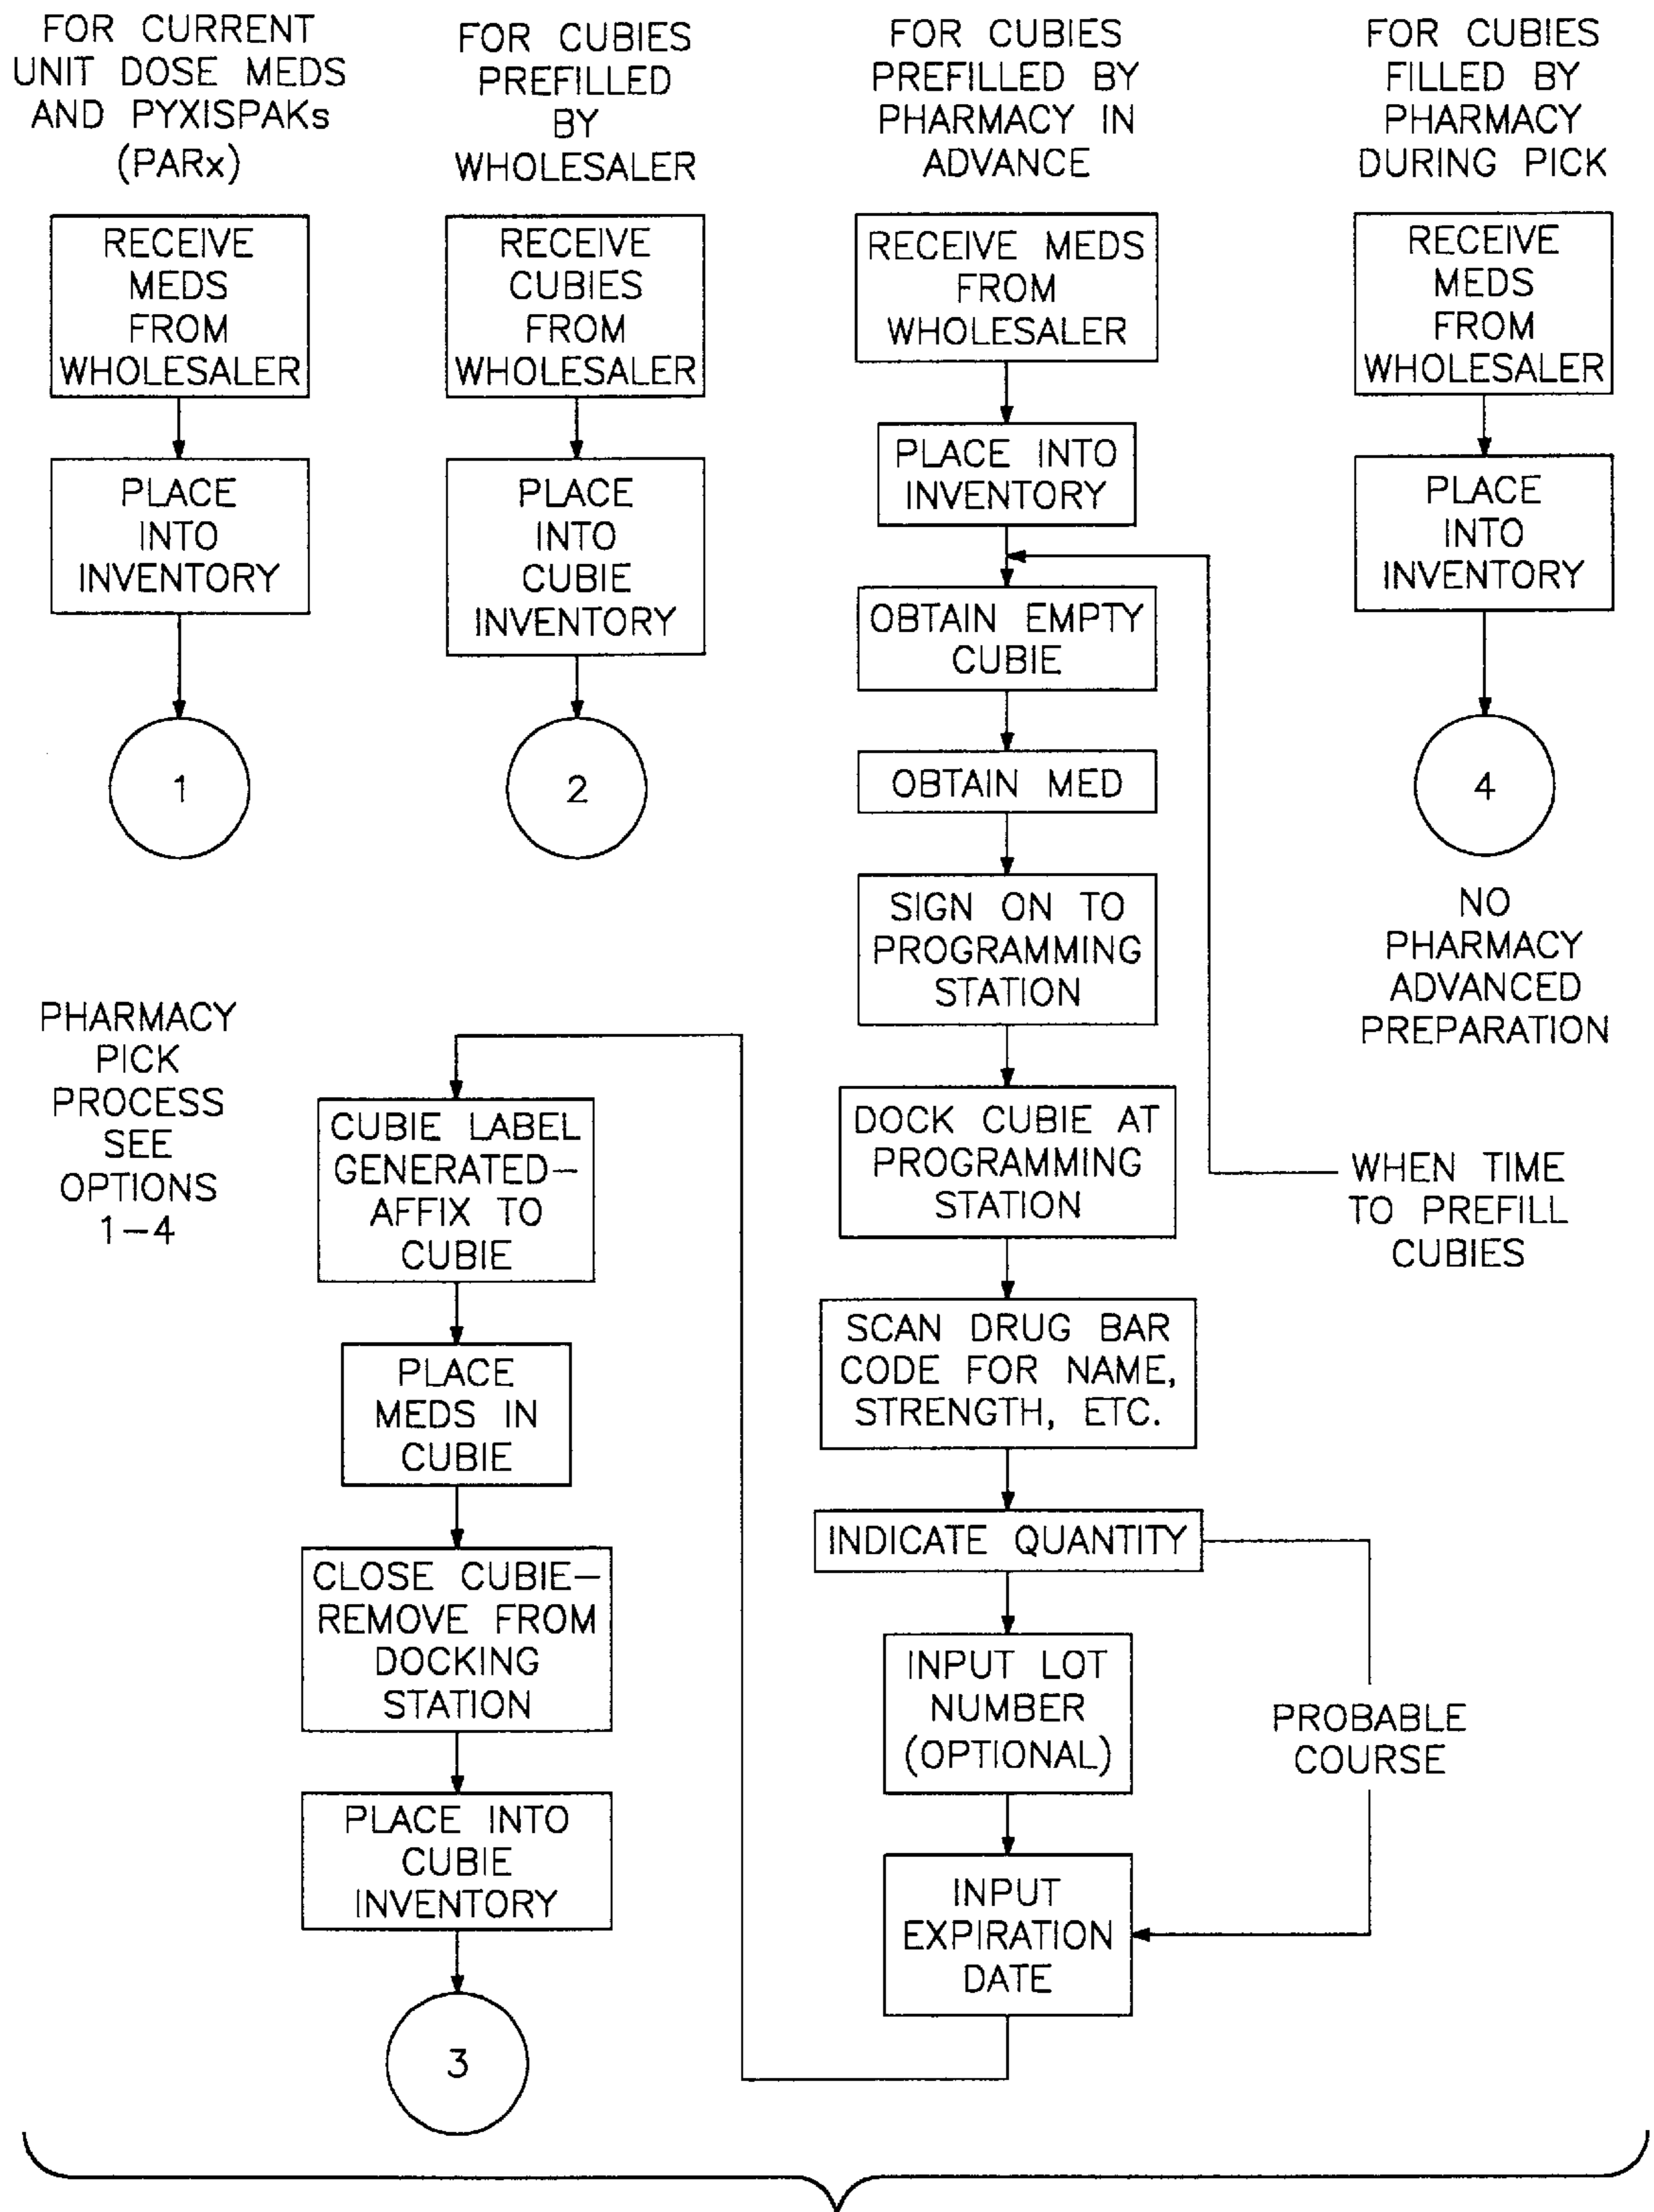 FOR CURRENT
UNIT DOSE MEDS
AND PYXISPAKs
(PARx)
RECEIVE
MEDS
FROM
WHOLESALER
PLACE
INTO
INVENTORY
1
FOR CUBIES
PREFILLED
BY
WHOLESALER
RECEIVE
CUBIES
FROM
WHOLESALER
PLACE
INTO
CUBIE
INVENTORY
2
FOR CUBIES
PREFILLED BY
PHARMACY IN
ADVANCE
RECEIVE MEDS
FROM
WHOLESALER
PLACE INTO
INVENTORY
OBTAIN EMPTY
CUBIE
OBTAIN MED
SIGN ON TO
PROGRAMMING
STATION
DOCK CUBIE AT
PROGRAMMING
STATION
SCAN DRUG BAR
CODE FOR NAME,
STRENGTH, ETC.
INDICATE QUANTITY
INPUT LOT
NUMBER
(OPTIONAL)
INPUT
EXPIRATION
DATE
PROBABLE
COURSE
WHEN TIME
TO PREFILL
CUBIES
CUBIE LABEL
GENERATED—
AFFIX TO
CUBIE
PLACE
MEDS IN
CUBIE
CLOSE CUBIE—
REMOVE FROM
DOCKING
STATION
PLACE INTO
CUBIE
INVENTORY
3
FOR CUBIES
FILLED BY
PHARMACY
DURING PICK
RECEIVE
MEDS
FROM
WHOLESALER
PLACE
INTO
INVENTORY
4
NO
PHARMACY
ADVANCED
PREPARATION
PHARMACY
PICK
PROCESS
SEE
OPTIONS
1—4